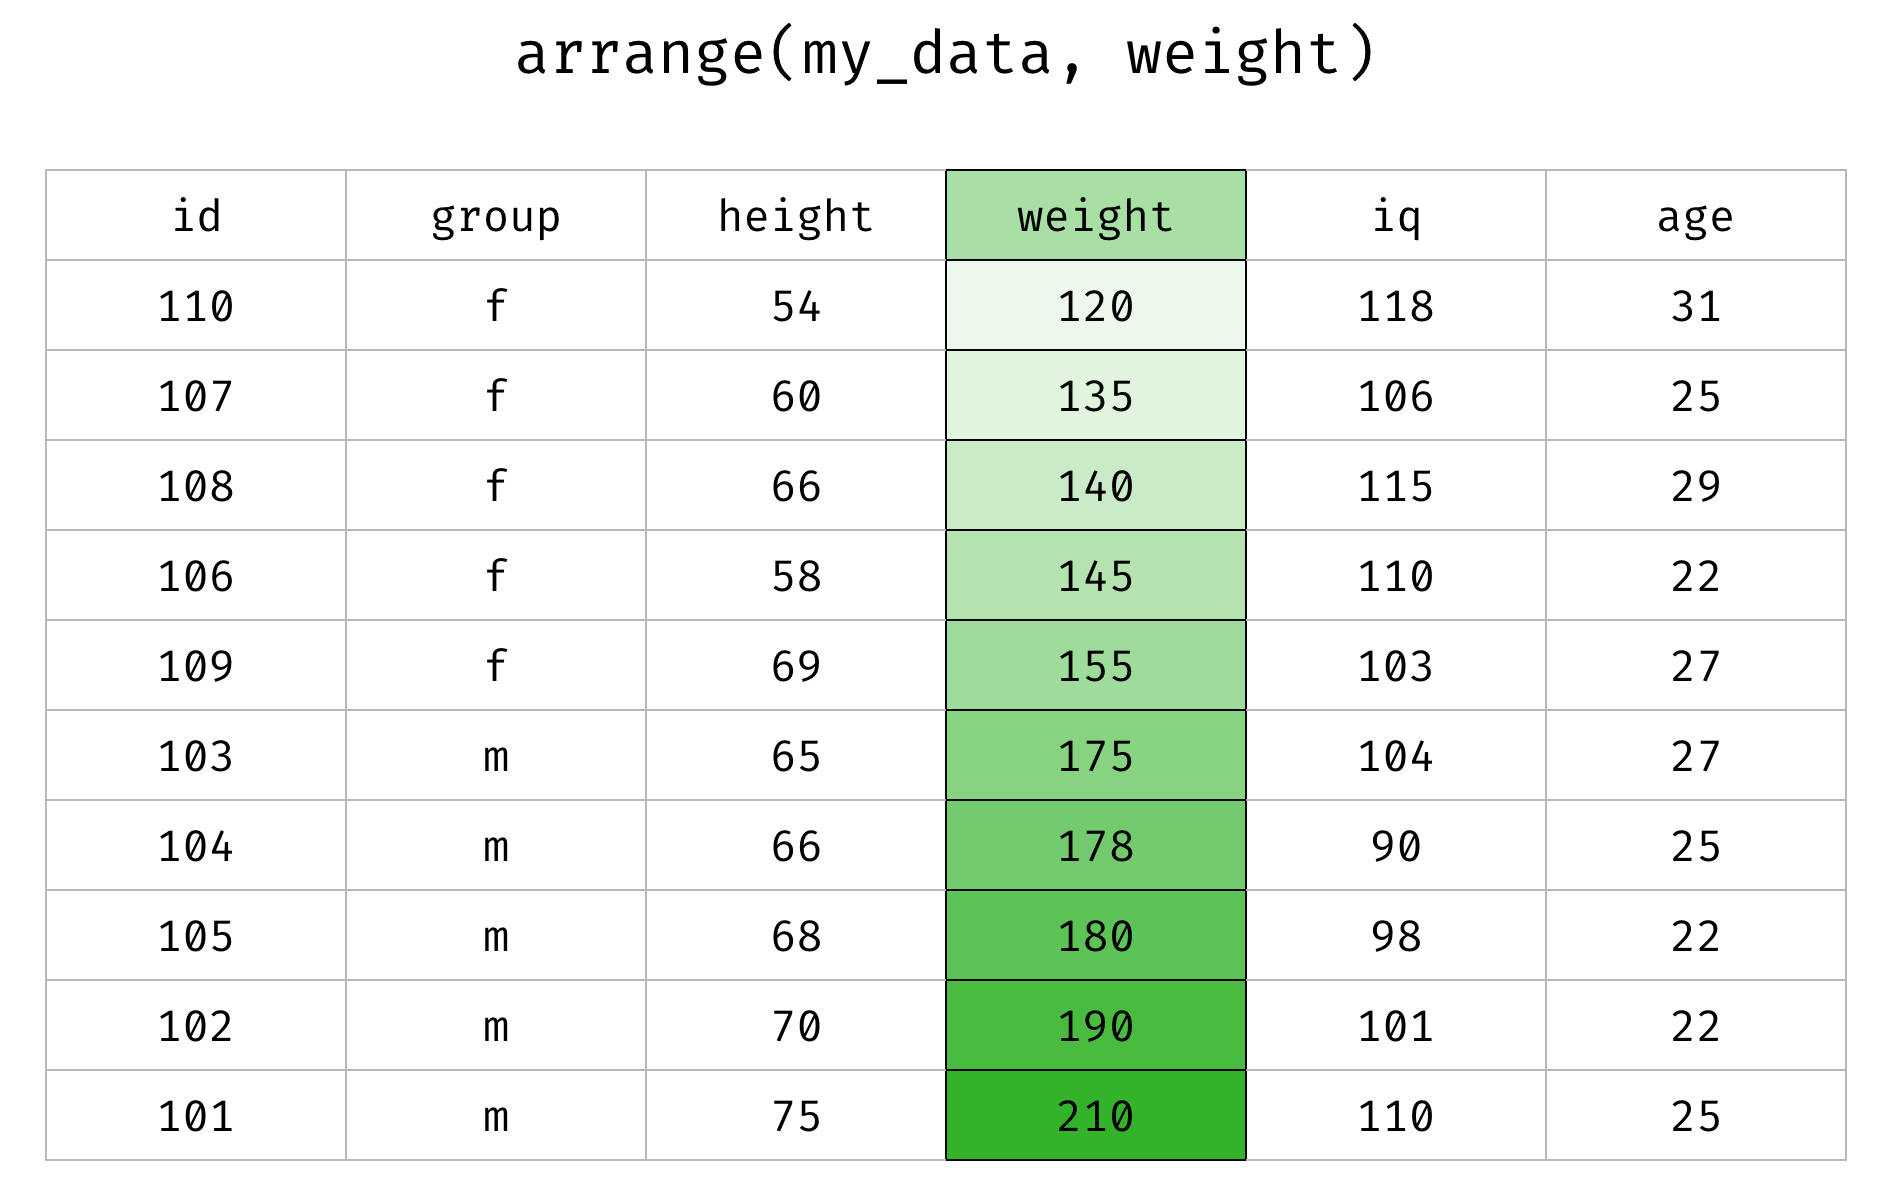 arrange(my_data, weight)
id group height weight iq age
110 f 54 120 118 31
107 f 60 135 106 25
108 f 66 140 115 29
106 f 58 145 110 22
109 f 69 155 103 27
103 m 65 175 104 27
104 m 66 178 90 25
105 m 68 180 98 22
102 m 70 190 101 22
101 m 75 210 110 25